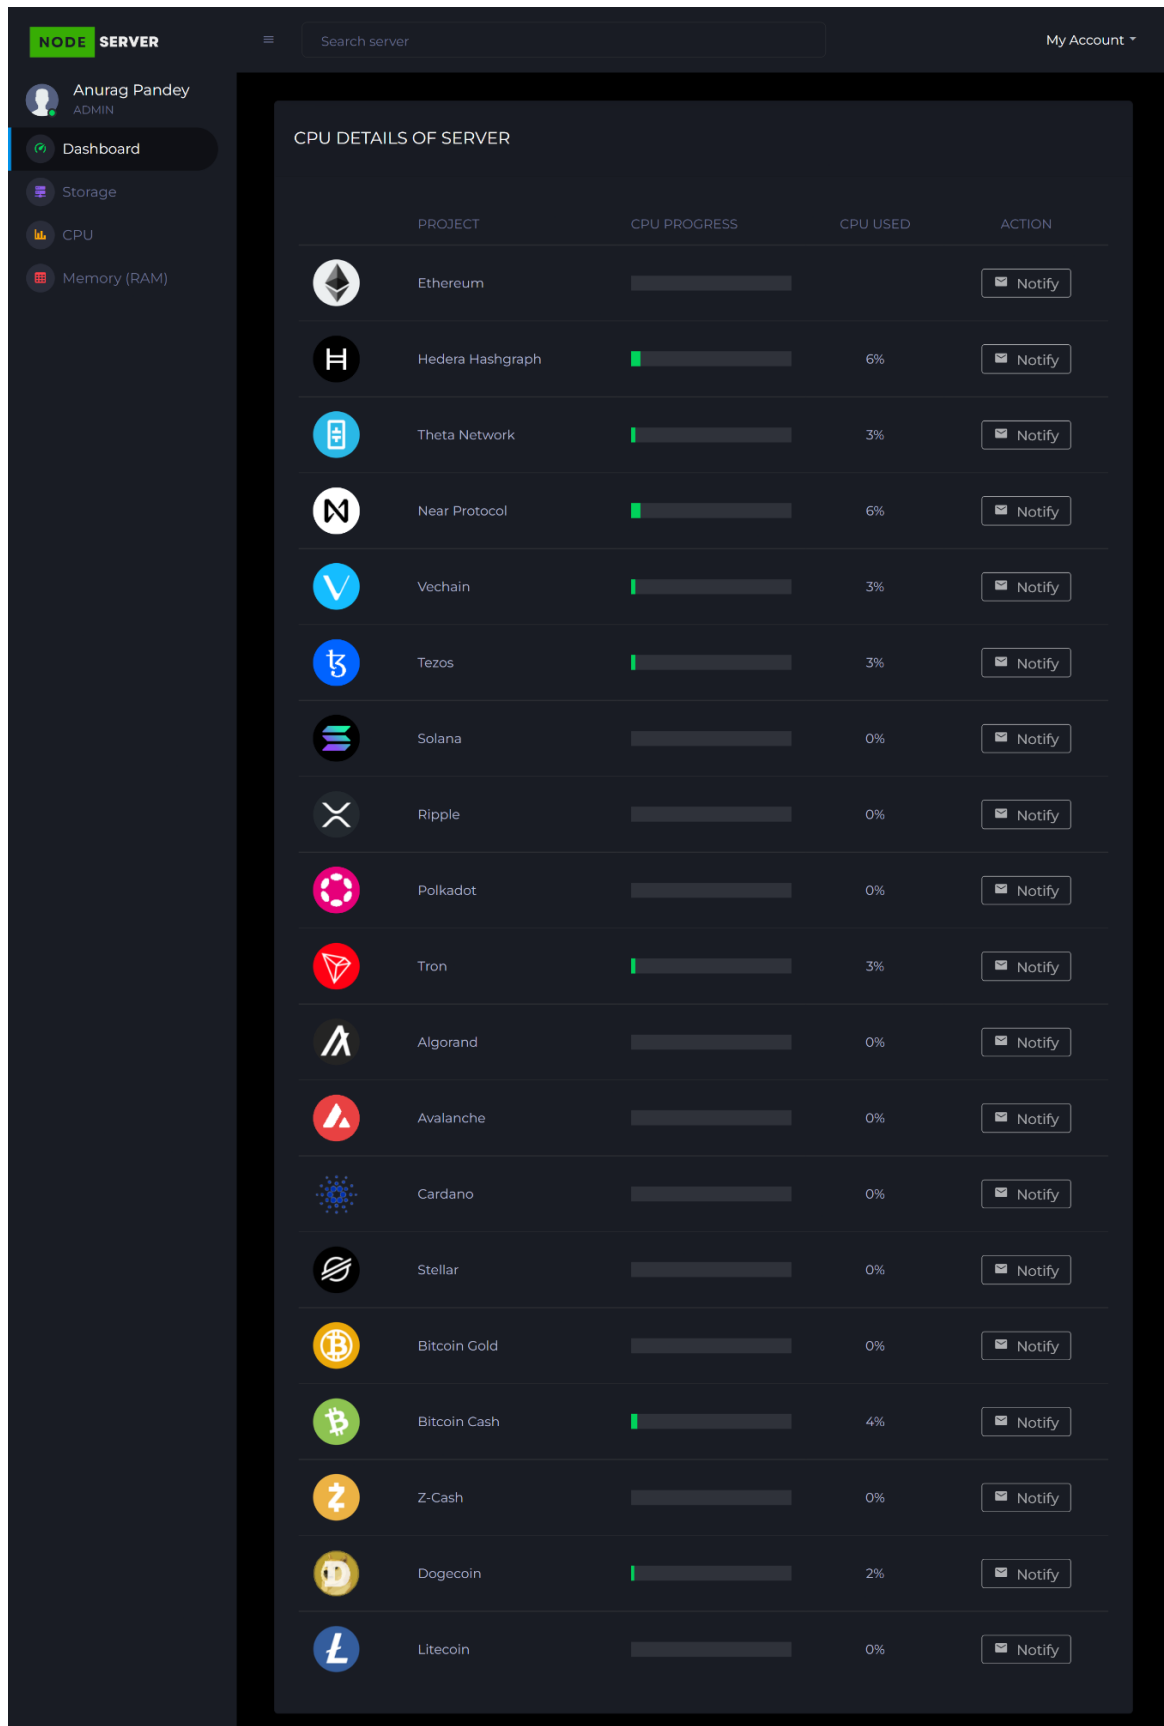 NODE SERVER
Search server
My Account
Anurag Pandey
ADMIN
Dashboard
Storage
CPU
Memory (RAM)
CPU DETAILS OF SERVER
PROJECT CPU PROGRESS CPU USED ACTION
Ethereum Notify
Hedera Hashgraph 6% Notify
Theta Network 3% Notify
Near Protocol 6% Notify
Vechain 3% Notify
Tezos 3% Notify
Solana 0% Notify
Ripple 0% Notify
Polkadot 0% Notify
Tron 3% Notify
Algorand 0% Notify
Avalanche 0% Notify
Cardano 0% Notify
Stellar 0% Notify
Bitcoin Gold 0% Notify
Bitcoin Cash 4% Notify
Z-Cash 0% Notify
Dogecoin 2% Notify
Litecoin 0% Notify